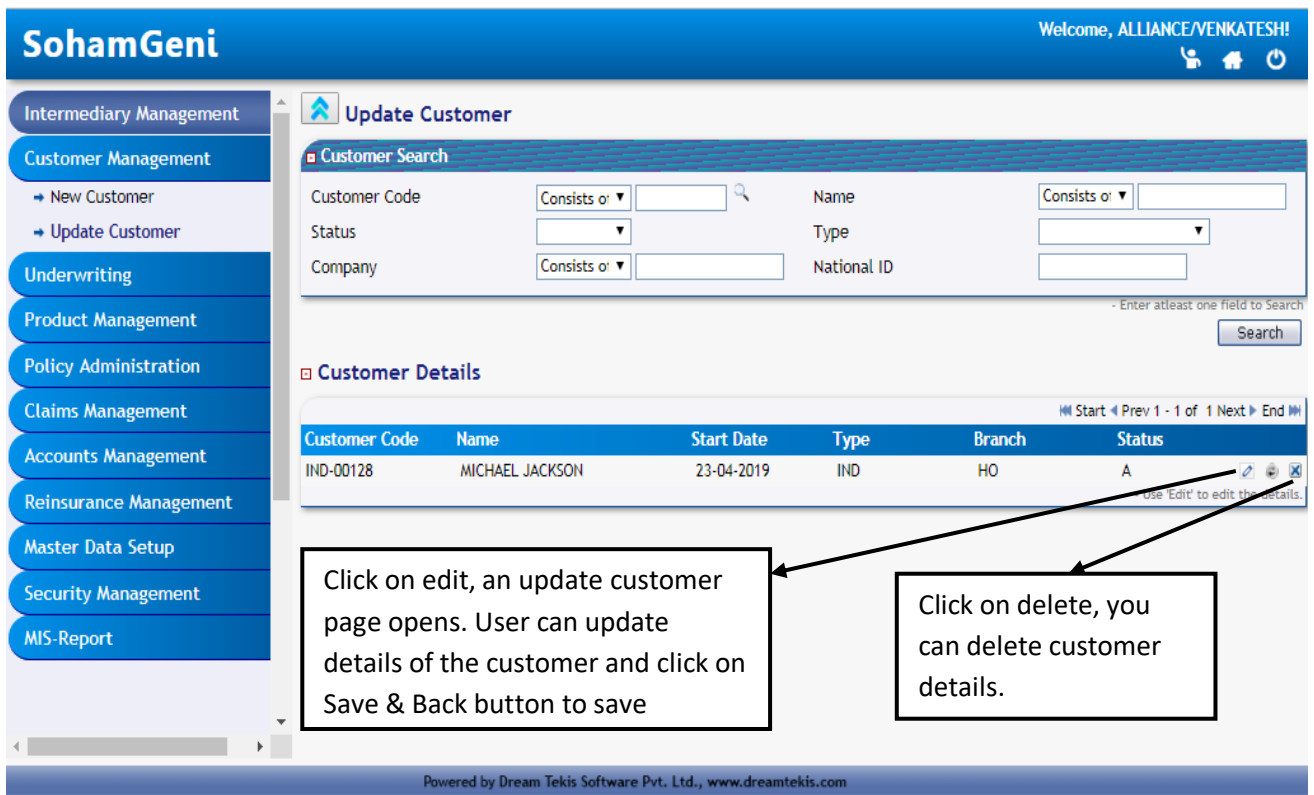 SohamGeni
Welcome, ALLIANCE/VENKATESH!
Intermediary Management
Customer Management
New Customer
Update Customer
Underwriting
Product Management
Policy Administration
Claims Management
Accounts Management
Reinsurance Management
Master Data Setup
Security Management
MIS-Report
Update Customer
Customer Search
Customer Code Consists of Name Consists of
Status Type
Company Consists of National ID
- Enter atleast one field to Search
Search
Customer Details
Start Prev 1 - 1 of 1 Next End
Customer Code Name Start Date Type Branch Status
IND-00128 MICHAEL JACKSON 23-04-2019 IND HO A
- Use 'Edit' to edit the details.
Click on edit, an update customer
page opens. User can update
details of the customer and click on
Save & Back button to save
Click on delete, you
can delete customer
details.
Powered by Dream Tekis Software Pvt. Ltd., www.dreamtekis.com